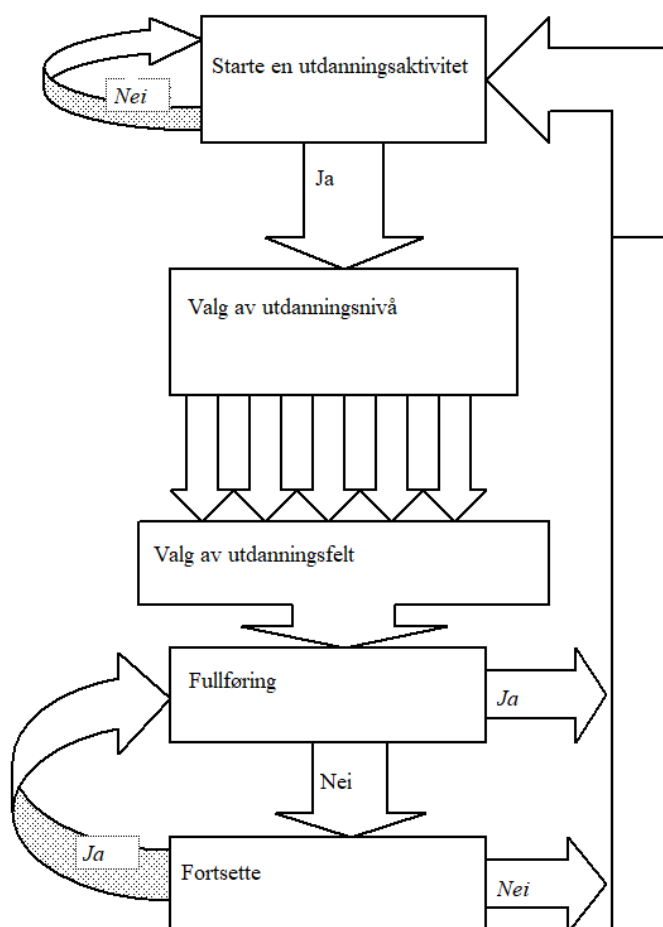 Starte en utdanningsaktivitet
Nei
Ja
Valg av utdanningsnivå
Valg av utdanningsfelt
Fullføring
Ja
Nei
Ja
Fortsette
Nei